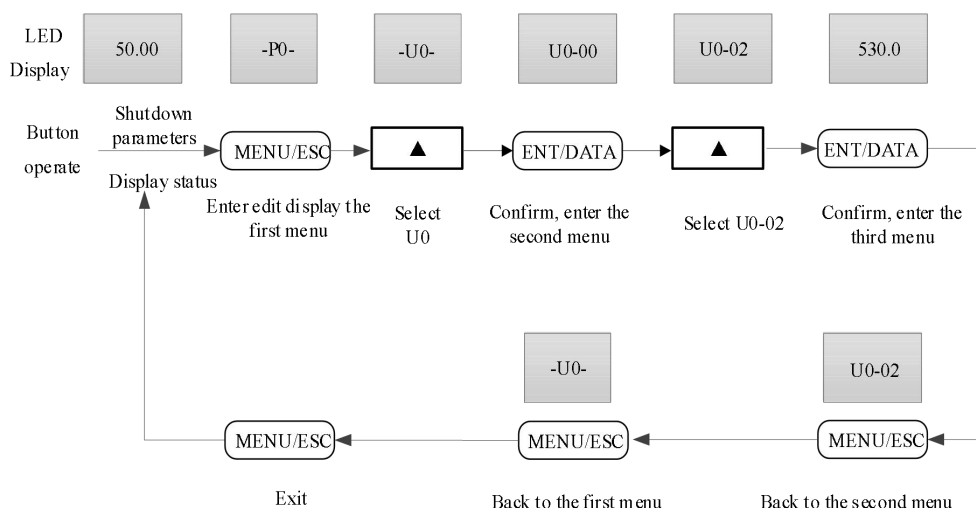 LED
Display
50.00
-P0-
-U0-
U0-00
U0-02
530.0
Button
operate
Shutdown
parameters
Display status
MENU/ESC
▲
ENT/DATA
▲
ENT/DATA
Enter edit display the
first menu
Select
U0
Confirm, enter the
second menu
Select U0-02
Confirm, enter the
third menu
-U0-
U0-02
MENU/ESC
MENU/ESC
MENU/ESC
Exit
Back to the first menu
Back to the second menu